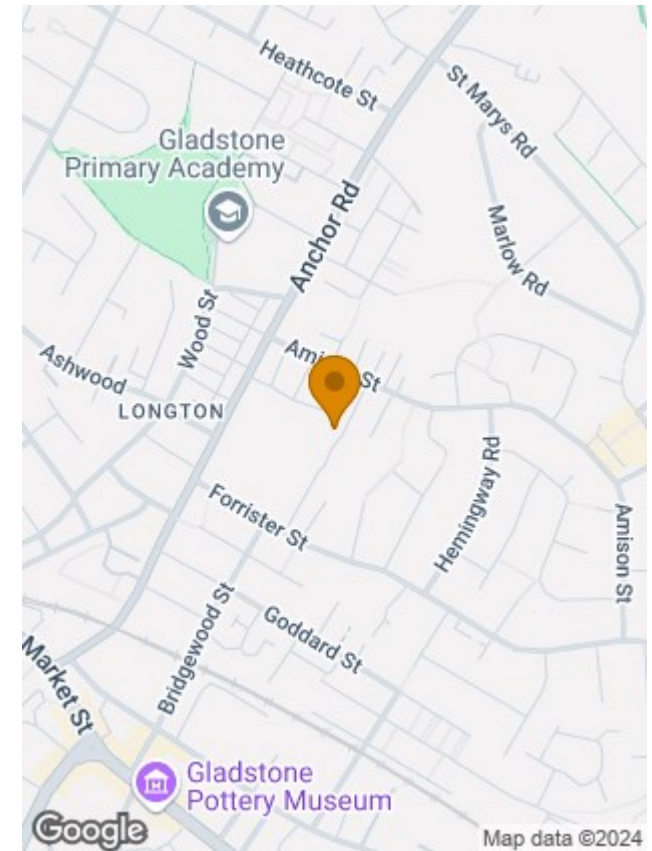 Heathcote St
St Marys Rd
Gladstone
Primary Academy
Anchor Rd
Marlow Rd
Wood St
Ashwood
LONGTON
Forrister St
Hemingway Rd
Amison St
Bridgewood St
Goddard St
Market St
Gladstone
Pottery Museum
Google
Map data ©2024